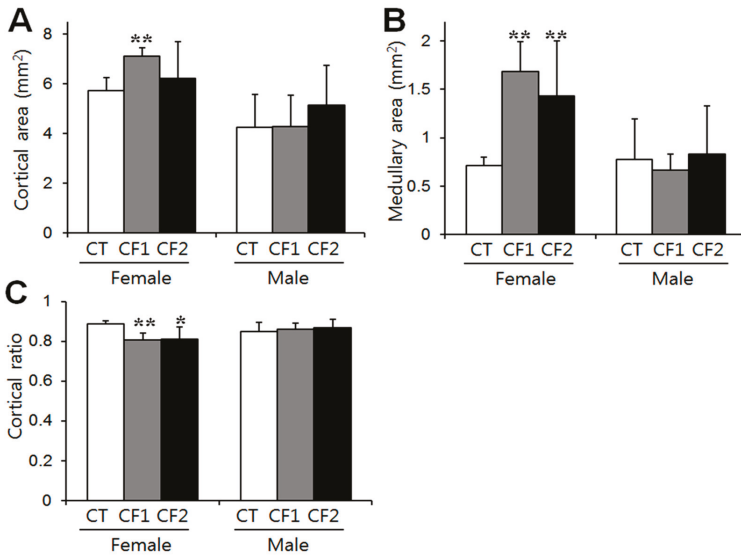 A
Cortical area (mm²)
8
6
4
2
0
**
CT CF1 CF2 CT CF1 CF2
Female Male
B
Medullary area (mm²)
2
1.5
1
0.5
0
** **
CT CF1 CF2 CT CF1 CF2
Female Male
C
Cortical ratio
1
0.8
0.6
0.4
0.2
0
** *
CT CF1 CF2 CT CF1 CF2
Female Male